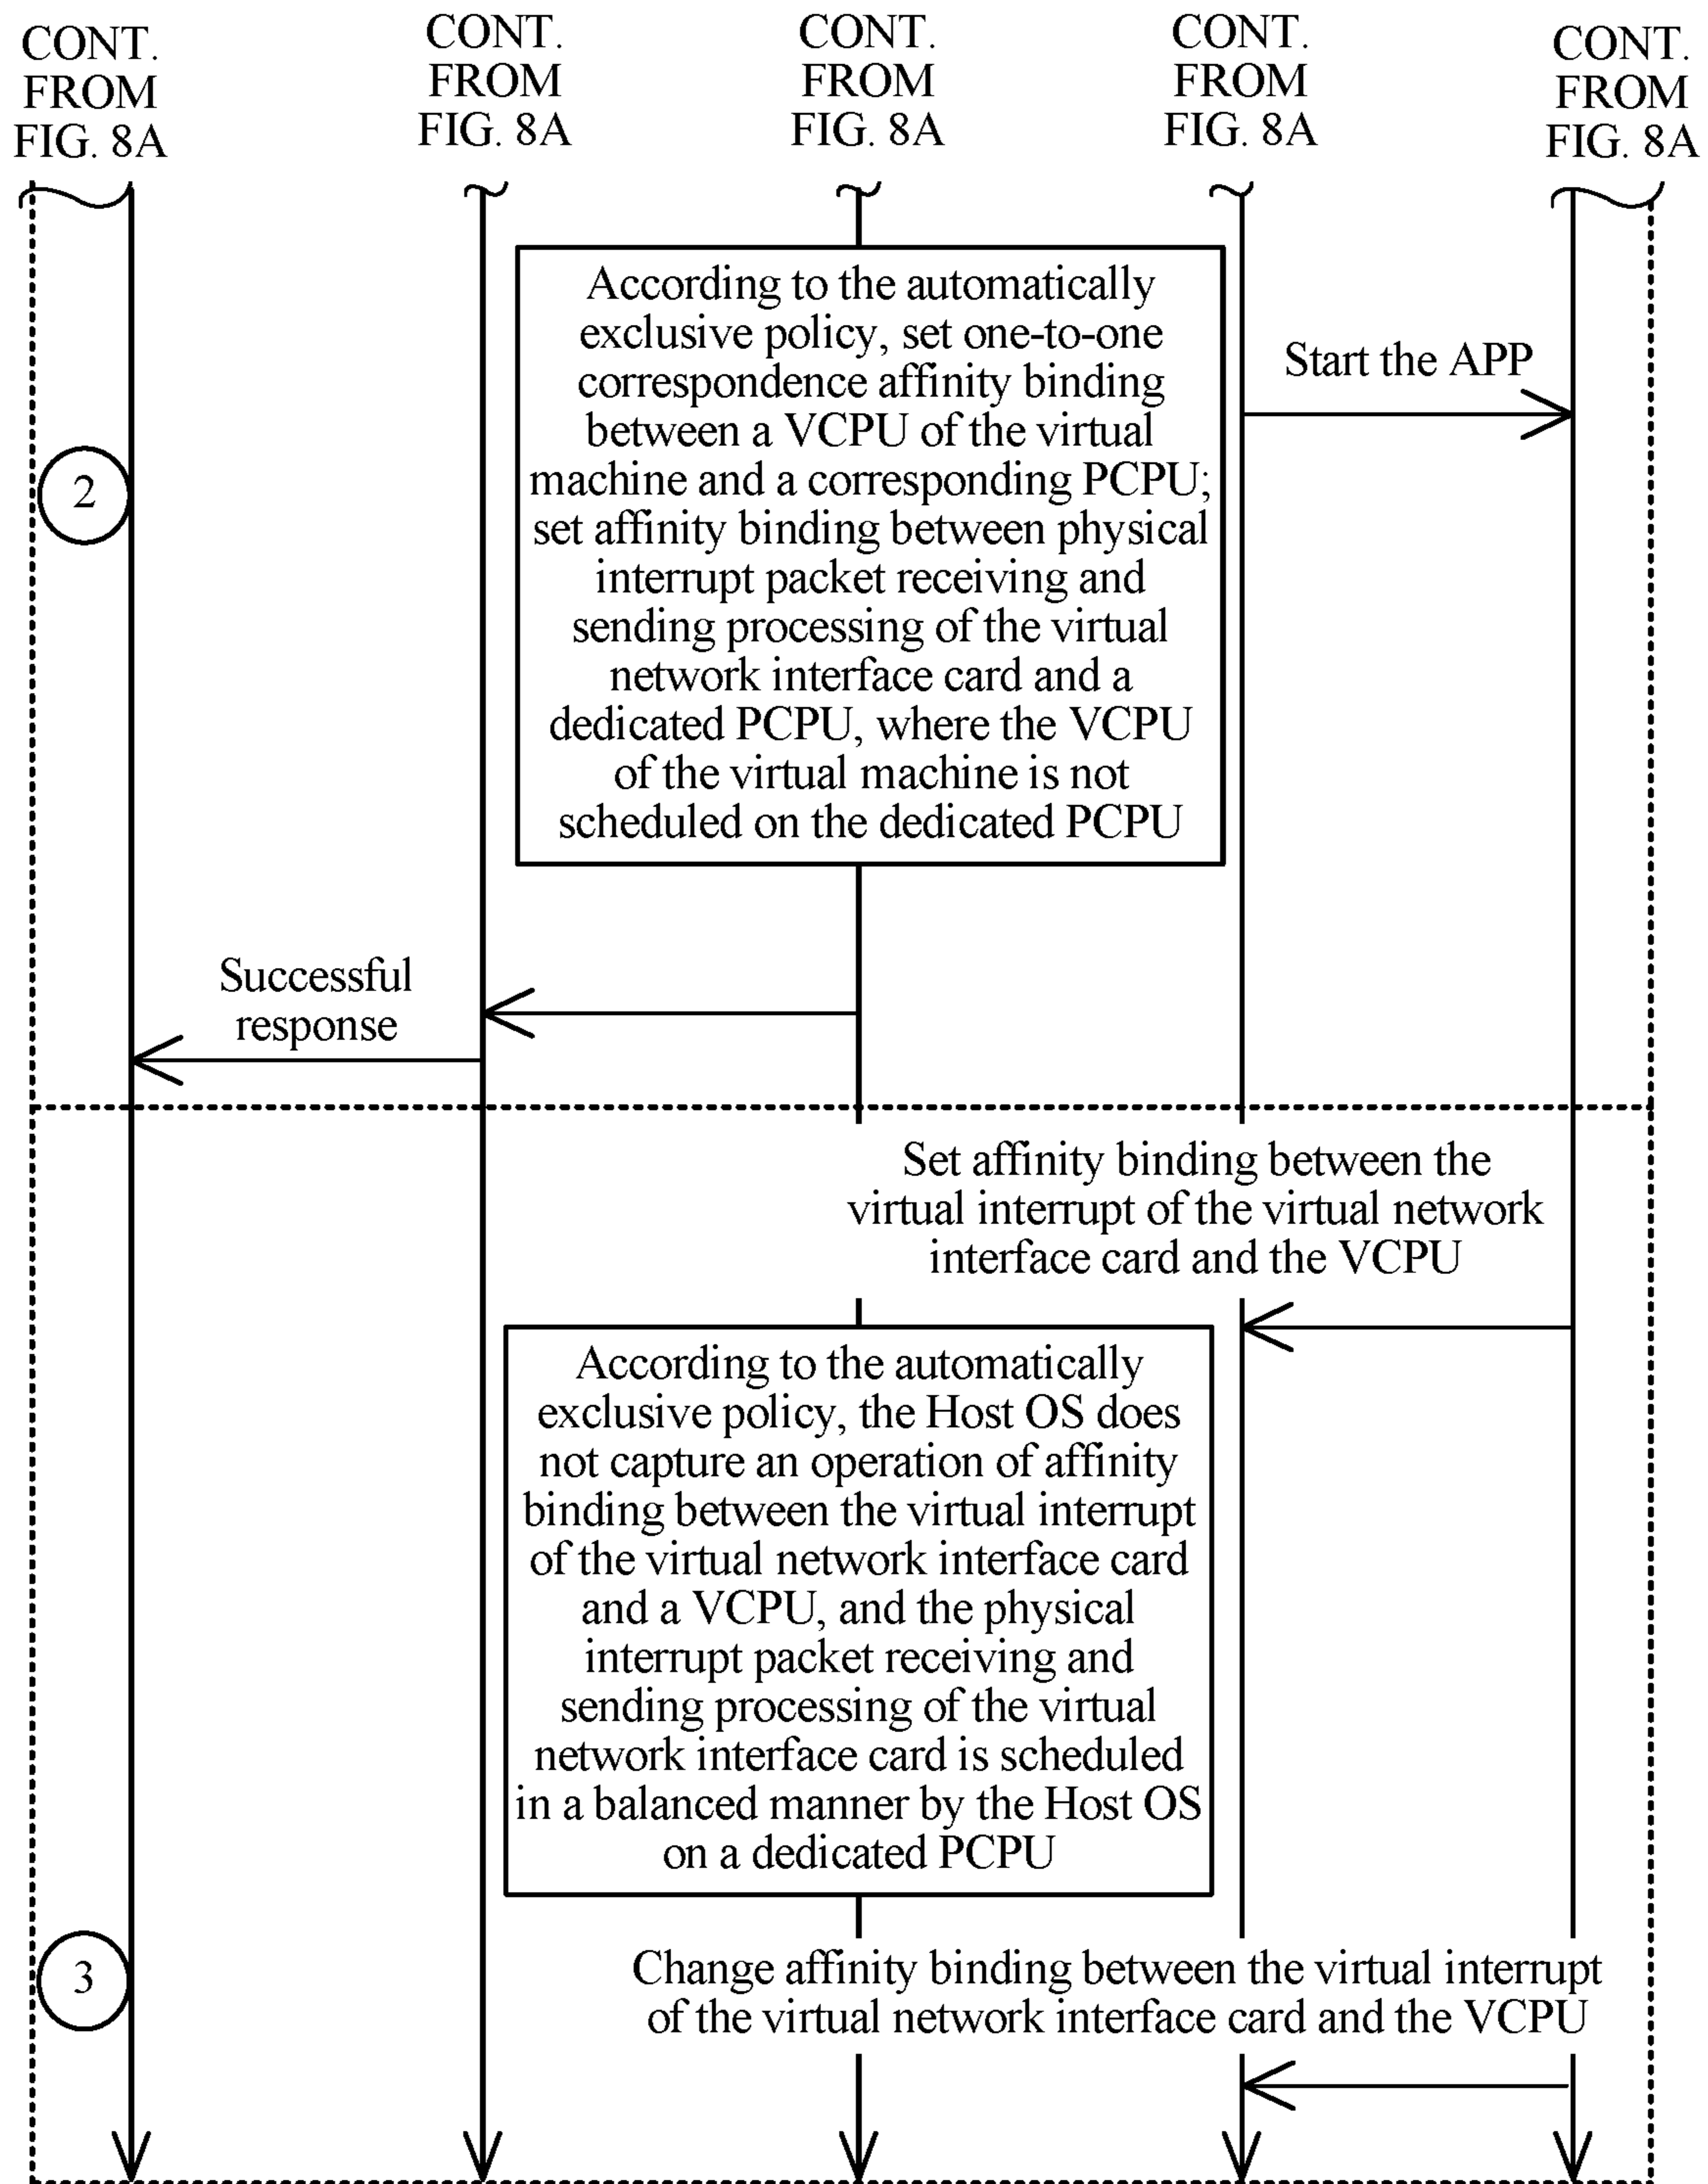 CONT.
FROM
FIG. 8A
CONT.
FROM
FIG. 8A
CONT.
FROM
FIG. 8A
CONT.
FROM
FIG. 8A
CONT.
FROM
FIG. 8A
According to the automatically
exclusive policy, set one-to-one
correspondence affinity binding
between a VCPU of the virtual
machine and a corresponding PCPU;
set affinity binding between physical
interrupt packet receiving and
sending processing of the virtual
network interface card and a
dedicated PCPU, where the VCPU
of the virtual machine is not
scheduled on the dedicated PCPU
Start the APP
2
Successful
response
Set affinity binding between the
virtual interrupt of the virtual network
interface card and the VCPU
According to the automatically
exclusive policy, the Host OS does
not capture an operation of affinity
binding between the virtual interrupt
of the virtual network interface card
and a VCPU, and the physical
interrupt packet receiving and
sending processing of the virtual
network interface card is scheduled
in a balanced manner by the Host OS
on a dedicated PCPU
3
Change affinity binding between the virtual interrupt
of the virtual network interface card and the VCPU